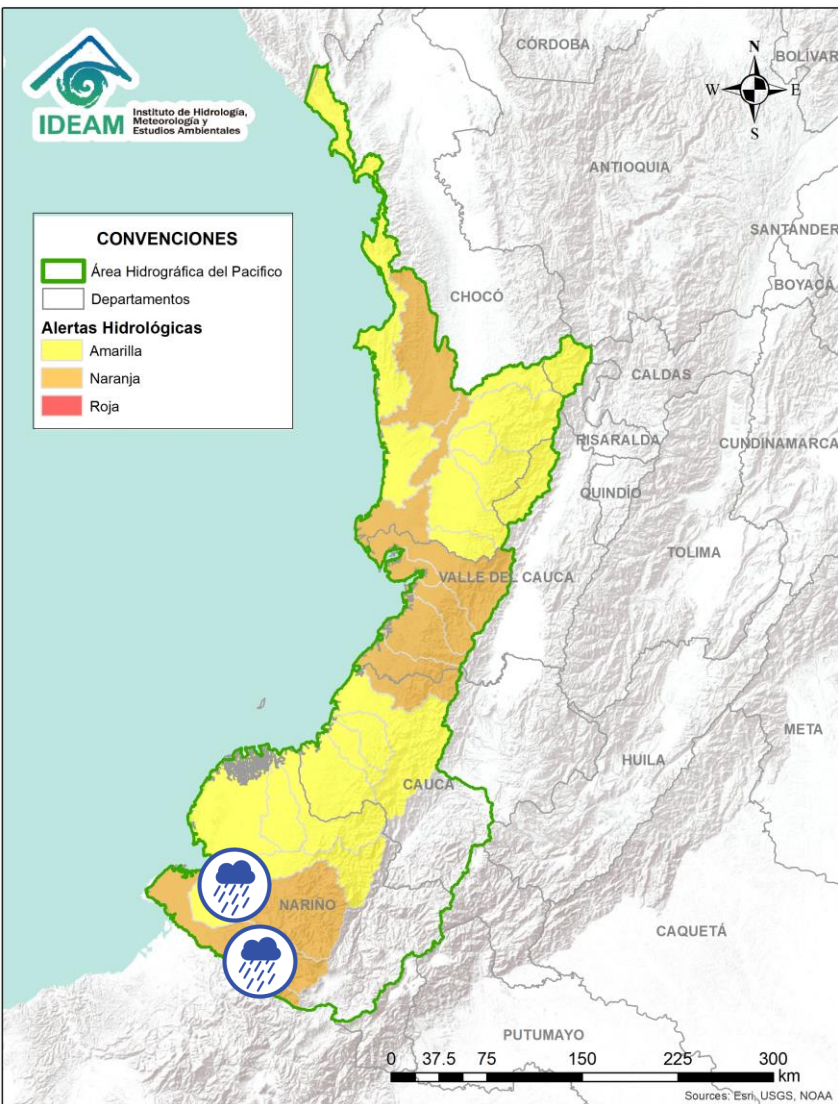 IDEAM
Instituto de Hidrología,
Meteorología y
Estudios Ambientales
CÓRDOBA
BOLÍVAR
N
W
E
S
ANTIOQUIA
SANTANDER
BOYACÁ
CONVENCIONES
Área Hidrográfica del Pacifico
Departamentos
Alertas Hidrológicas
Amarilla
Naranja
Roja
CHOCÓ
CALDAS
RISARALDA
CUNDINAMARCA
QUINDÍO
TOLIMA
VALLE DEL CAUCA
META
HUILA
CAUCA
NARIÑO
CAQUETÁ
PUTUMAYO
0 37.5 75 150 225 300
km
Sources: Esri, USGS, NOAA